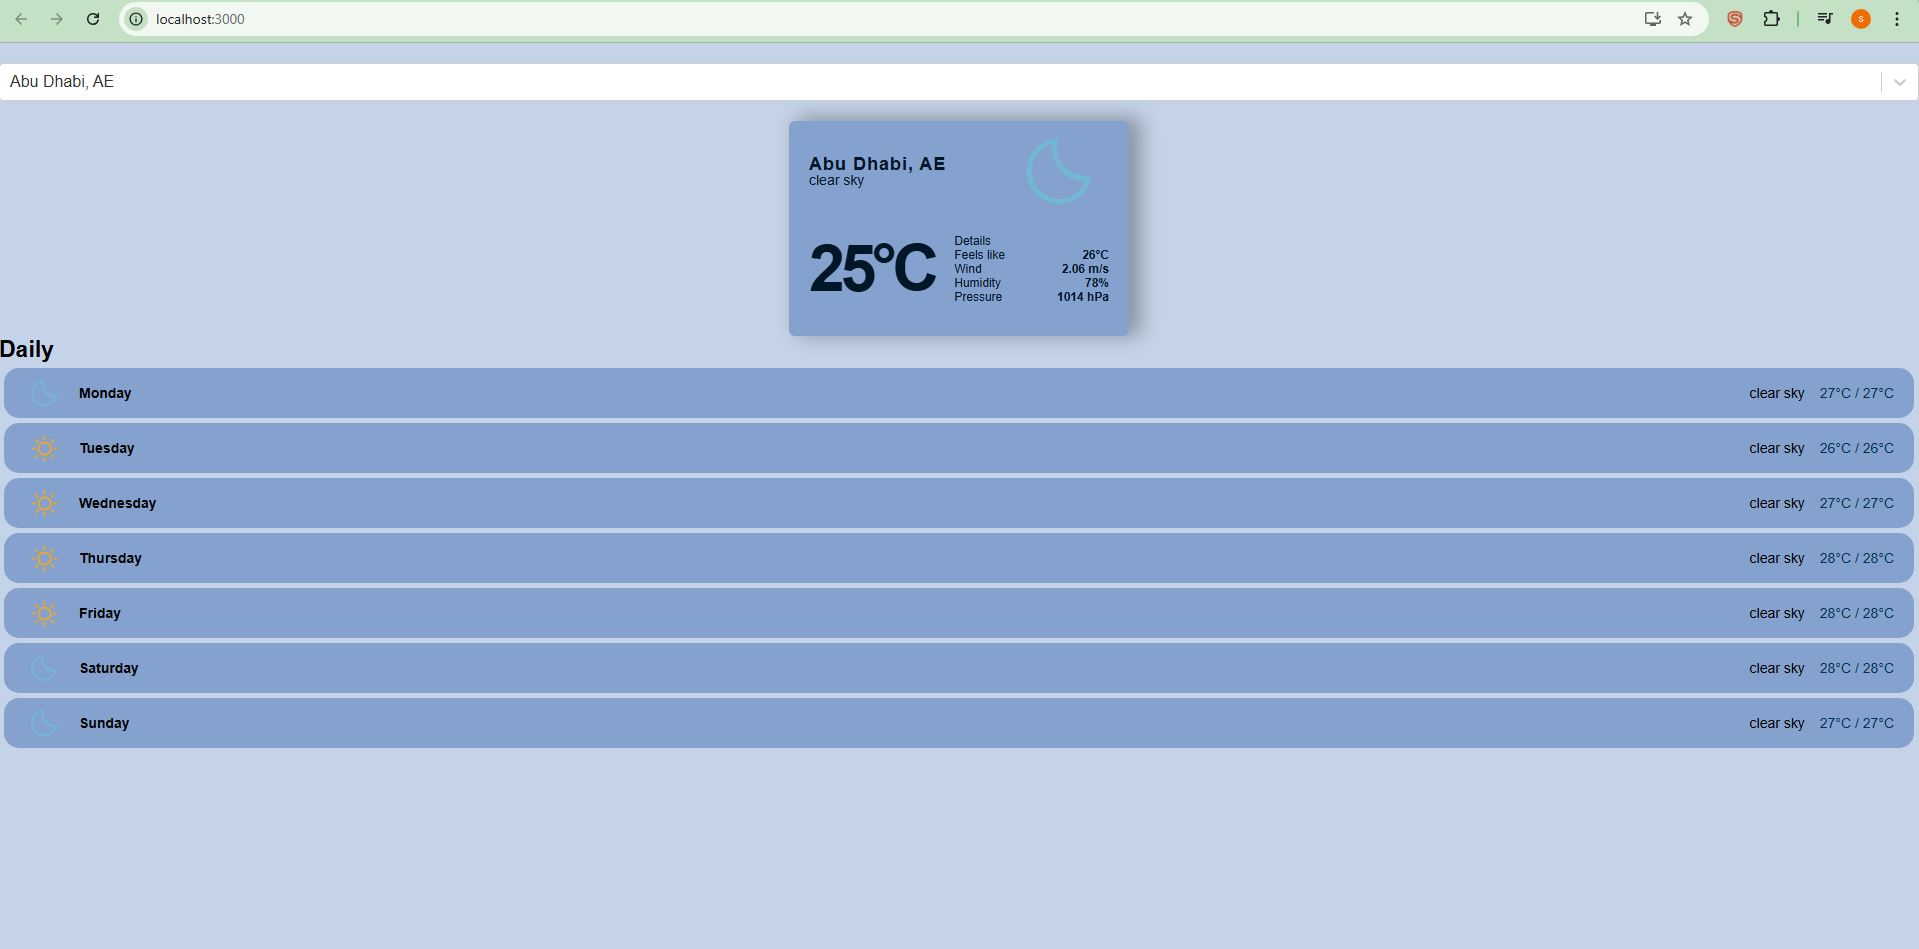 localhost:3000
S
Abu Dhabi, AE
Abu Dhabi, AE
clear sky
25°C
Details
Feels like 26°C
Wind 2.06 m/s
Humidity 78%
Pressure 1014 hPa
Daily
Monday clear sky 27°C / 27°C
Tuesday clear sky 26°C / 26°C
Wednesday clear sky 27°C / 27°C
Thursday clear sky 28°C / 28°C
Friday clear sky 28°C / 28°C
Saturday clear sky 28°C / 28°C
Sunday clear sky 27°C / 27°C